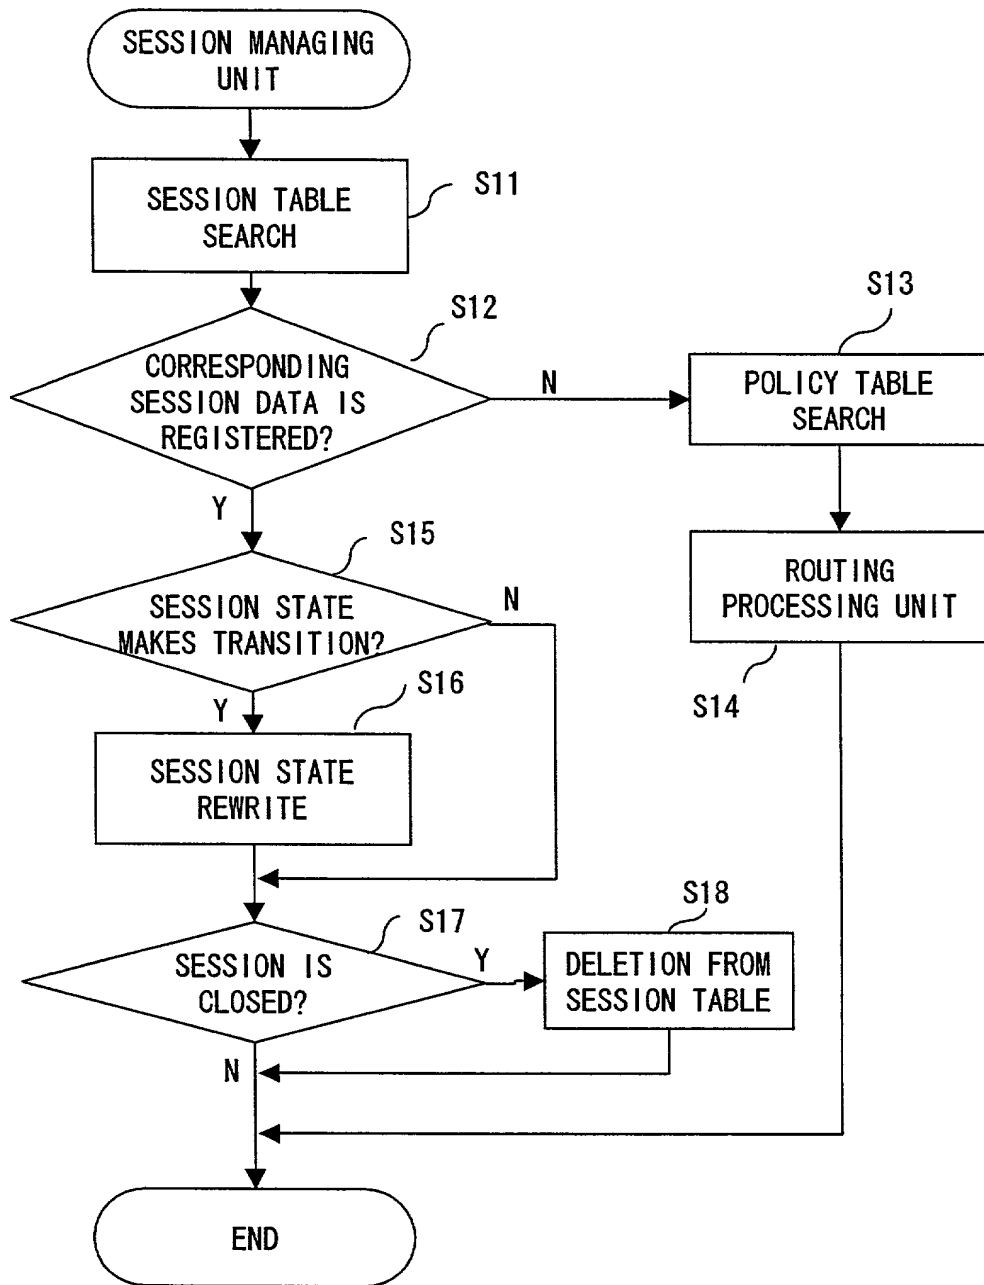 SESSION MANAGING
UNIT
SESSION TABLE
SEARCH
S11
S12
CORRESPONDING
SESSION DATA IS
REGISTERED?
N
S13
POLICY TABLE
SEARCH
Y
S15
SESSION STATE
MAKES TRANSITION?
N
ROUTING
PROCESSING UNIT
S14
Y
S16
SESSION STATE
REWRITE
S17
SESSION IS
CLOSED?
Y
S18
DELETION FROM
SESSION TABLE
N
END